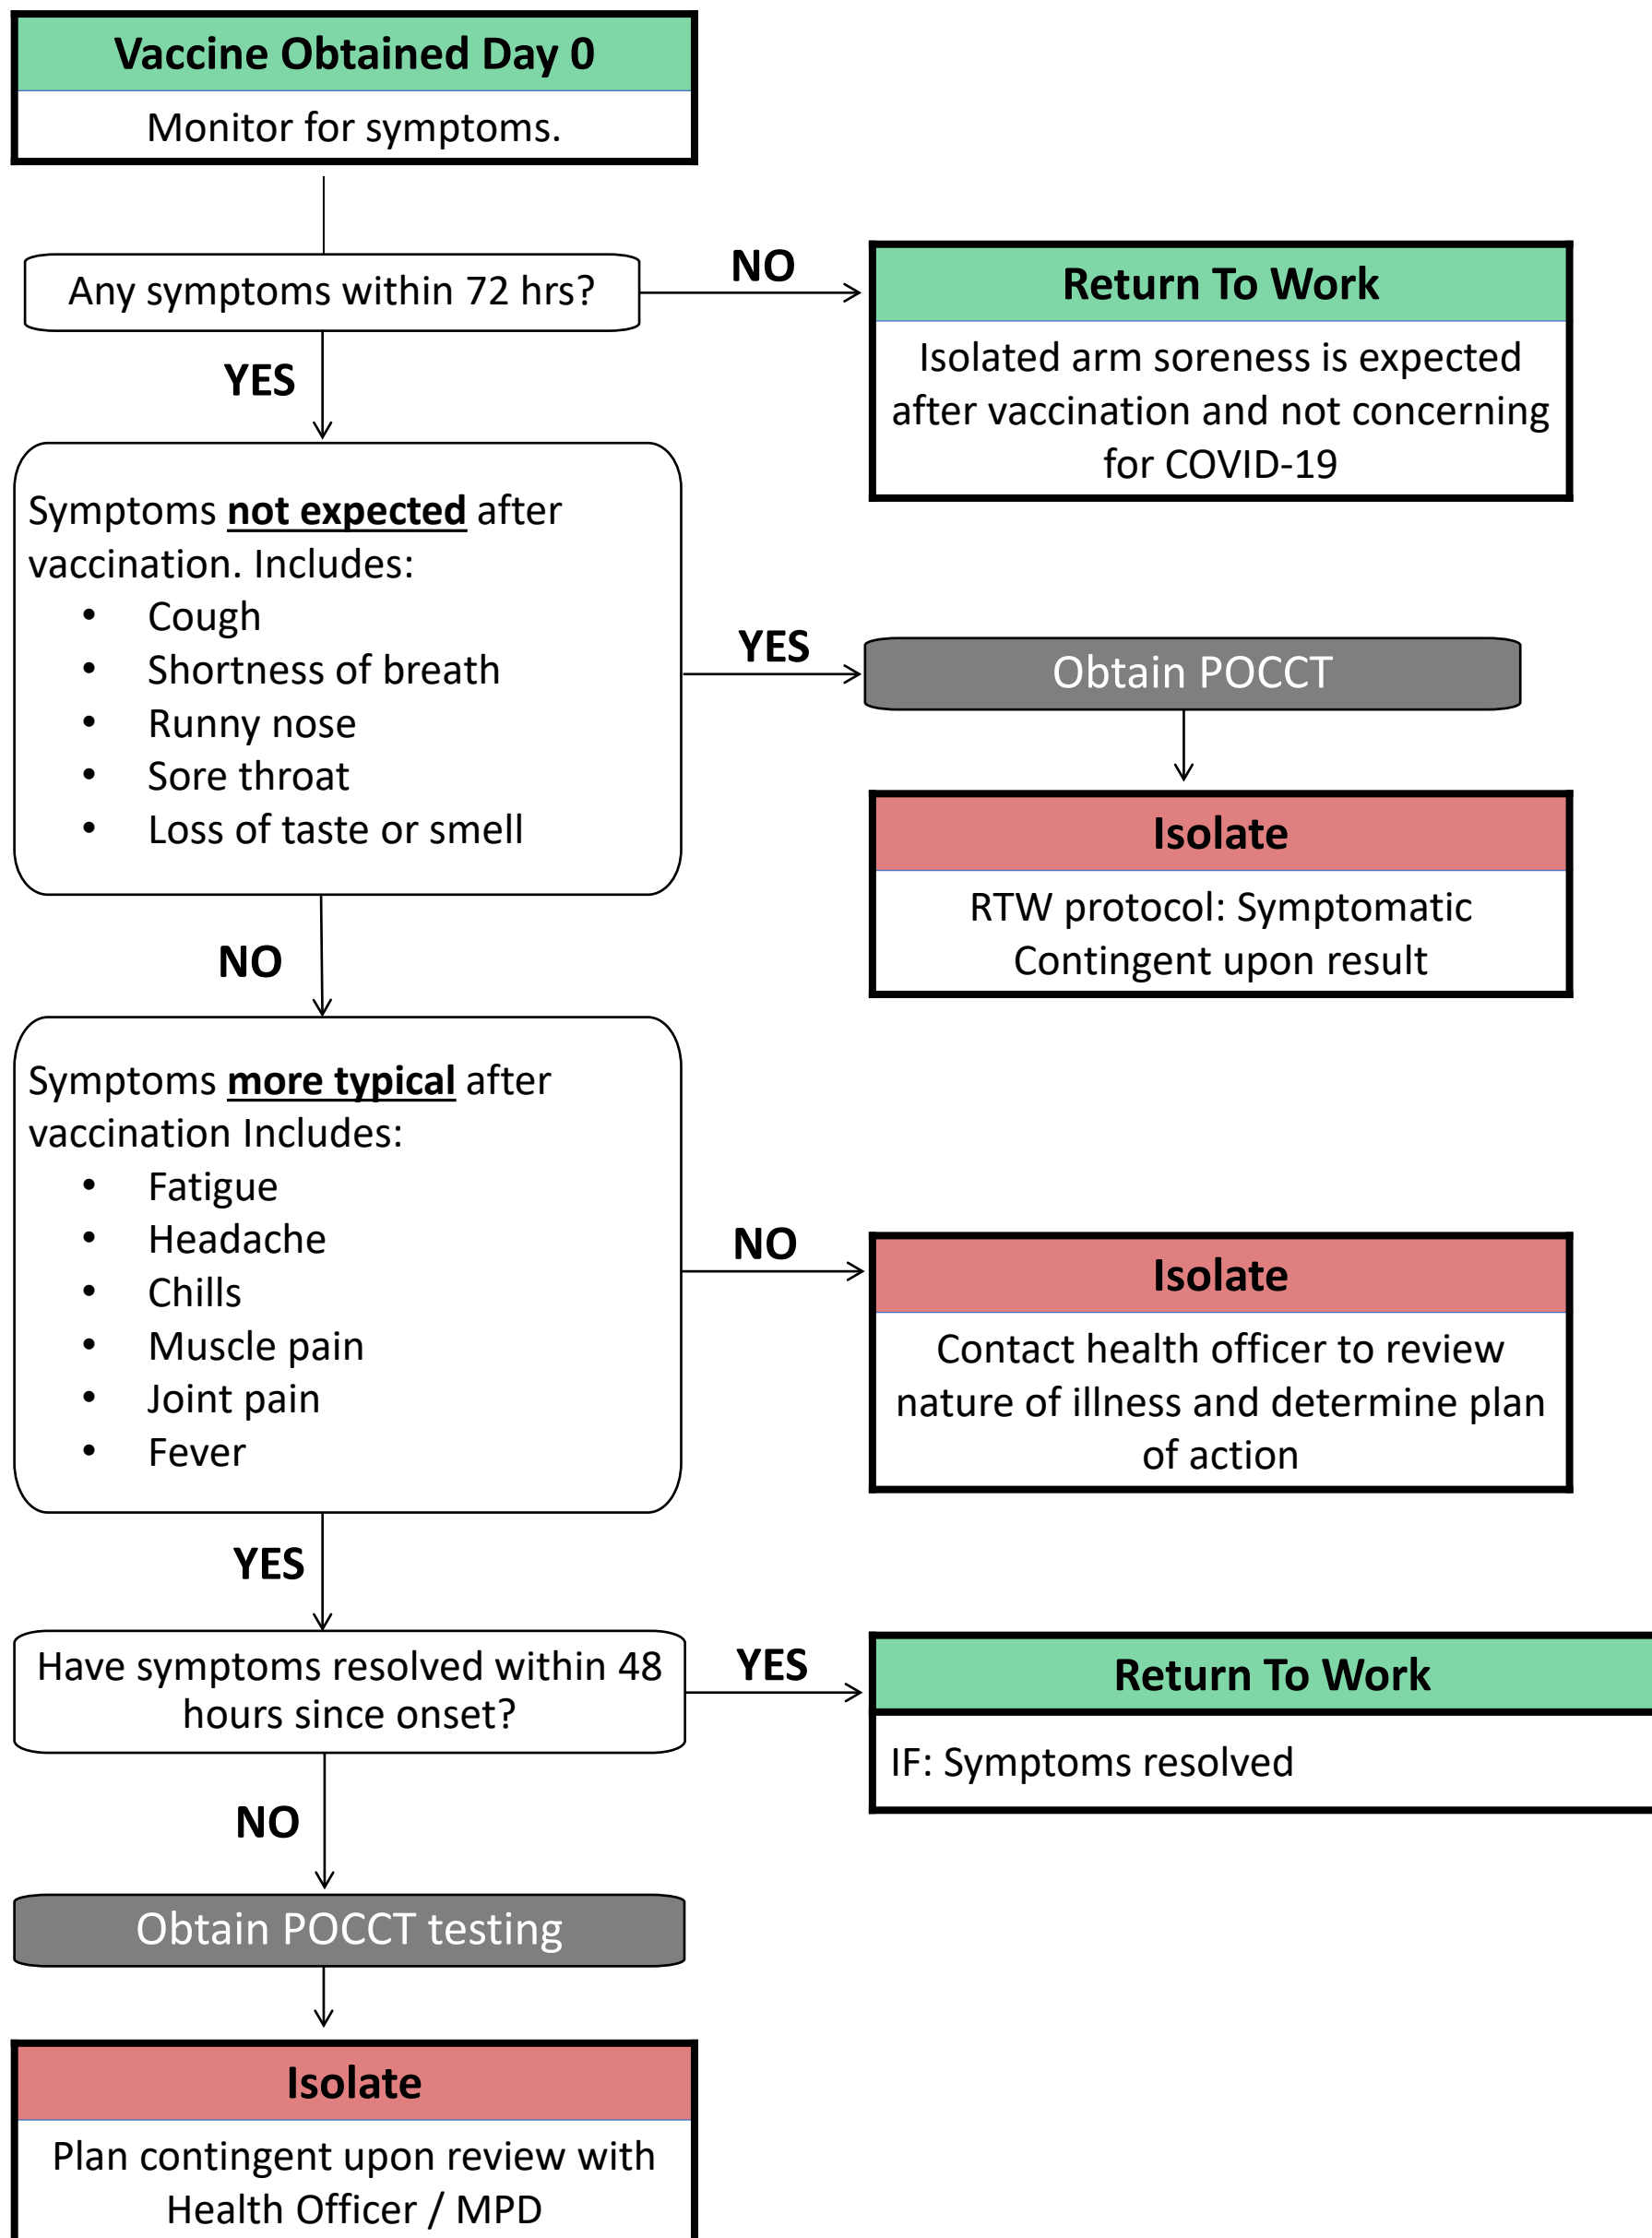 Vaccine Obtained Day 0
Monitor for symptoms.
Any symptoms within 72 hrs?
NO
Return To Work
Isolated arm soreness is expected
after vaccination and not concerning
for COVID-19
YES
Symptoms not expected after
vaccination. Includes:
• Cough
• Shortness of breath
• Runny nose
• Sore throat
• Loss of taste or smell
YES
Obtain POCCT
Isolate
RTW protocol: Symptomatic
Contingent upon result
NO
Symptoms more typical after
vaccination Includes:
• Fatigue
• Headache
• Chills
• Muscle pain
• Joint pain
• Fever
NO
Isolate
Contact health officer to review
nature of illness and determine plan
of action
YES
Have symptoms resolved within 48
hours since onset?
YES
Return To Work
IF: Symptoms resolved
NO
Obtain POCCT testing
Isolate
Plan contingent upon review with
Health Officer / MPD